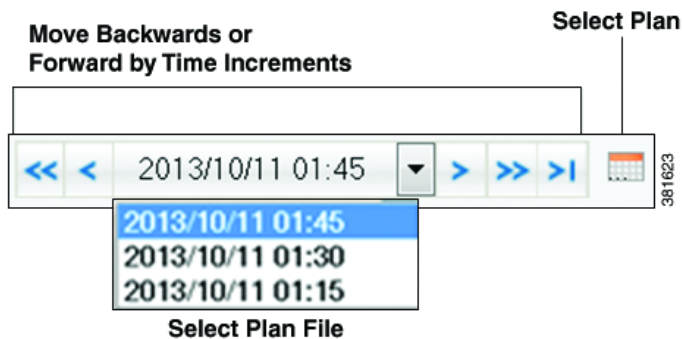 Select Plan
Move Backwards or
Forward by Time Increments
<< < 2013/10/11 01:45 > >> >|
381623
2013/10/11 01:45
2013/10/11 01:30
2013/10/11 01:15
Select Plan File